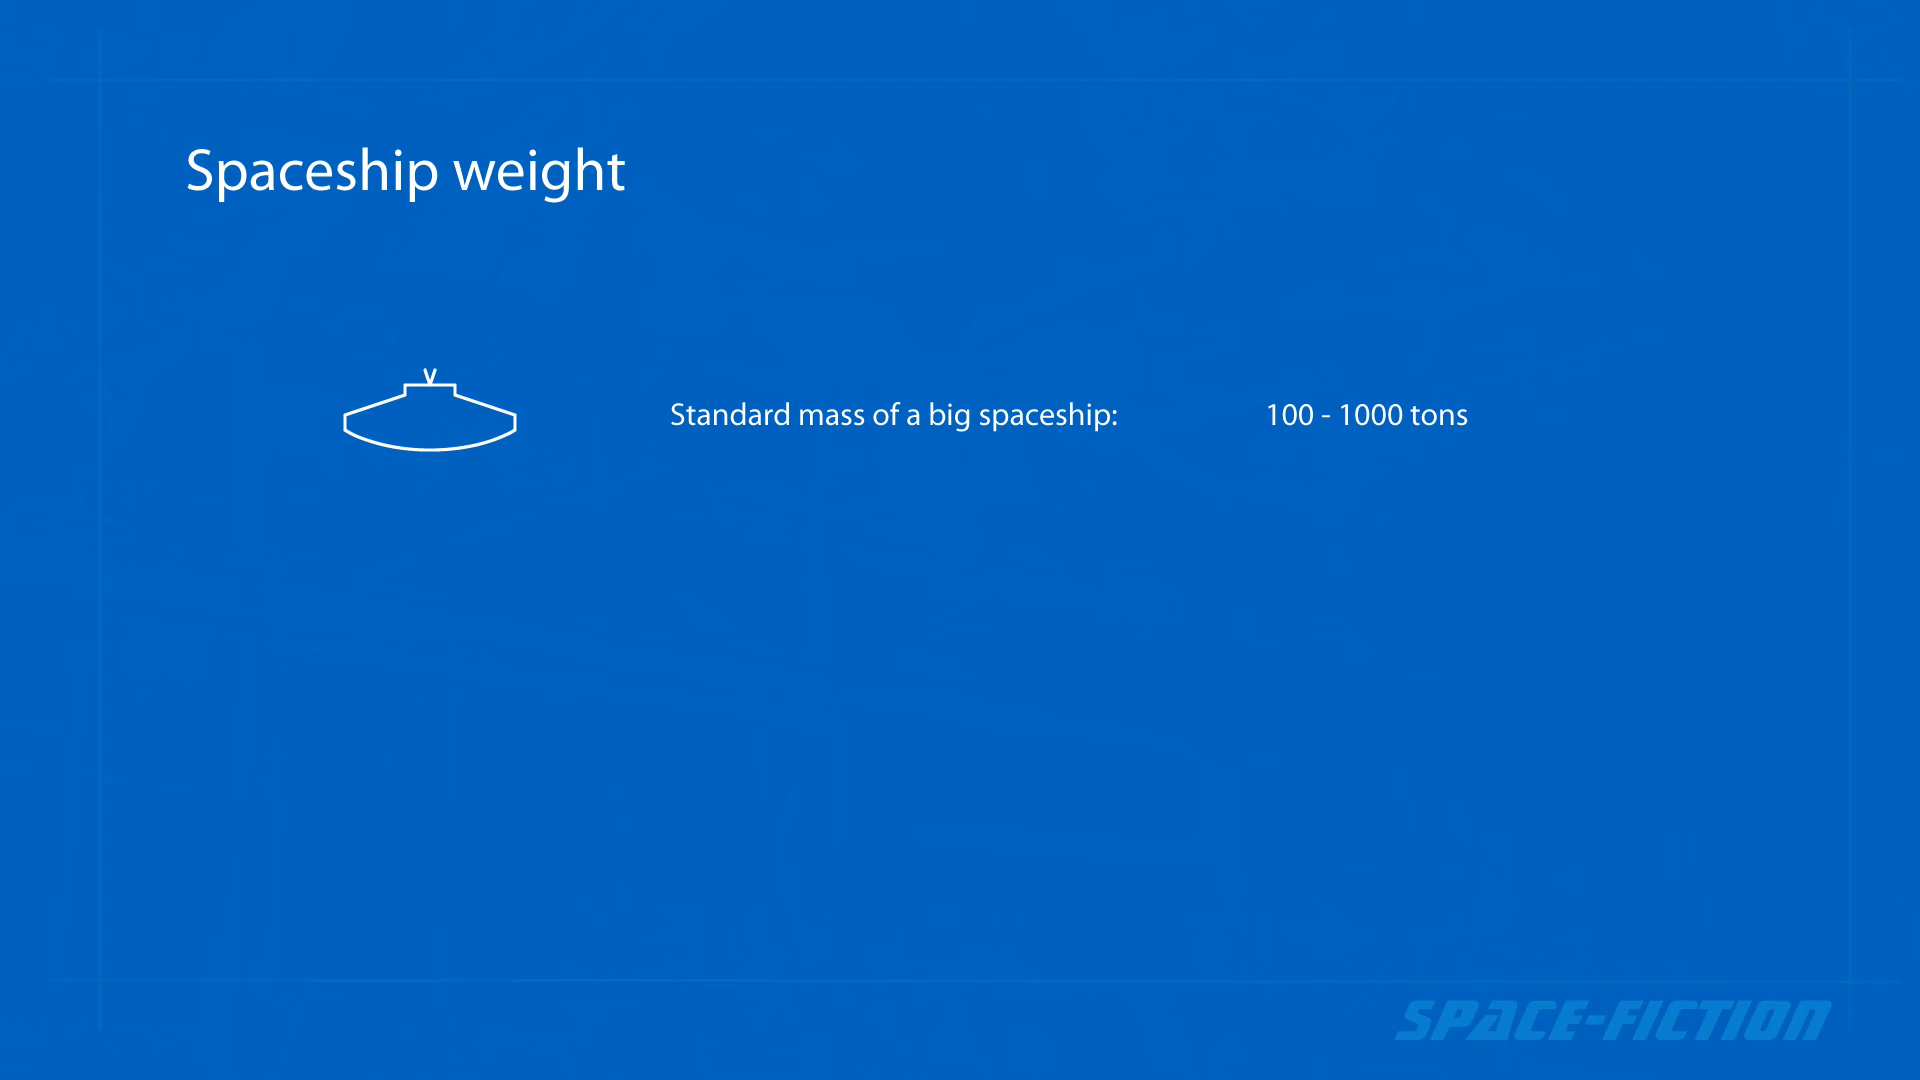 Spaceship weight
Standard mass of a big spaceship: 100 - 1000 tons
SPACE-FICTION